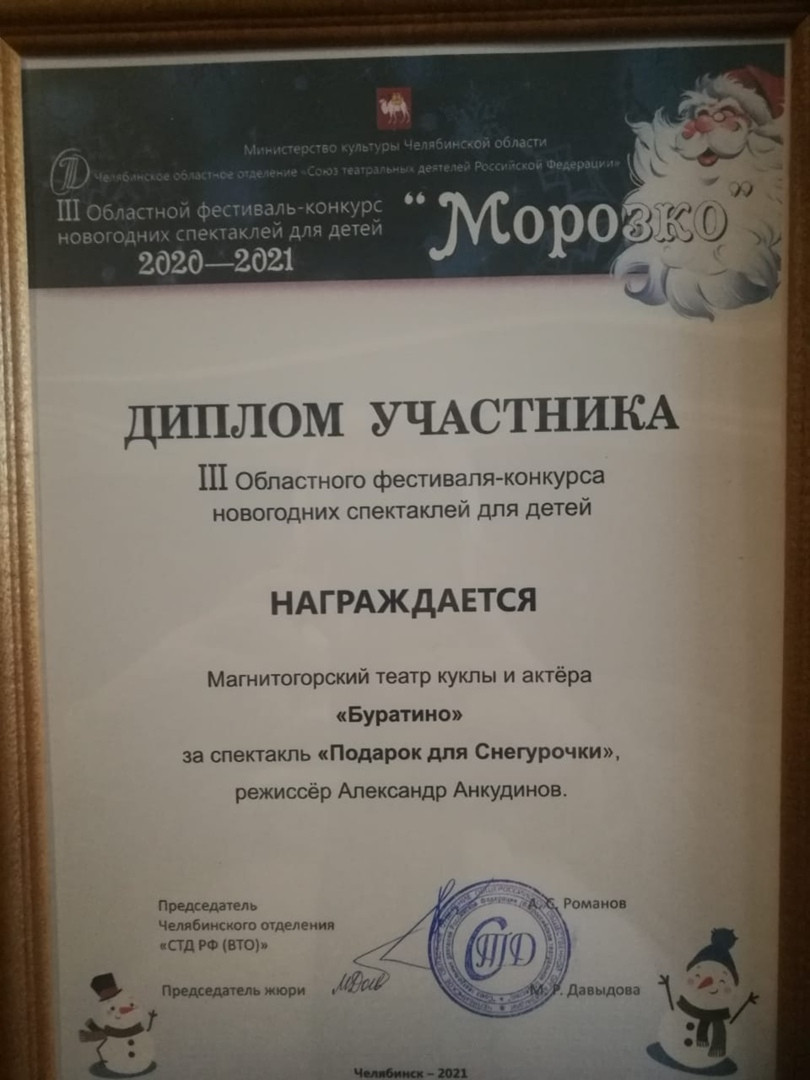 Министерство культуры Челябинской области
Челябинское областное отделение «Союз театральных деятелей Российской Федерации»
III Областной фестиваль-конкурс
новогодних спектаклей для детей
2020—2021
"Морозко"
ДИПЛОМ УЧАСТНИКА
III Областного фестиваля-конкурса
новогодних спектаклей для детей
НАГРАЖДАЕТСЯ
Магнитогорский театр куклы и актёра
«Буратино»
за спектакль «Подарок для Снегурочки»,
режиссёр Александр Анкудинов.
Председатель
Челябинского отделения
«СТД РФ (ВТО)»
А. С. Романов
СТД
Председатель жюри
М. Р. Давыдова
Челябинск – 2021